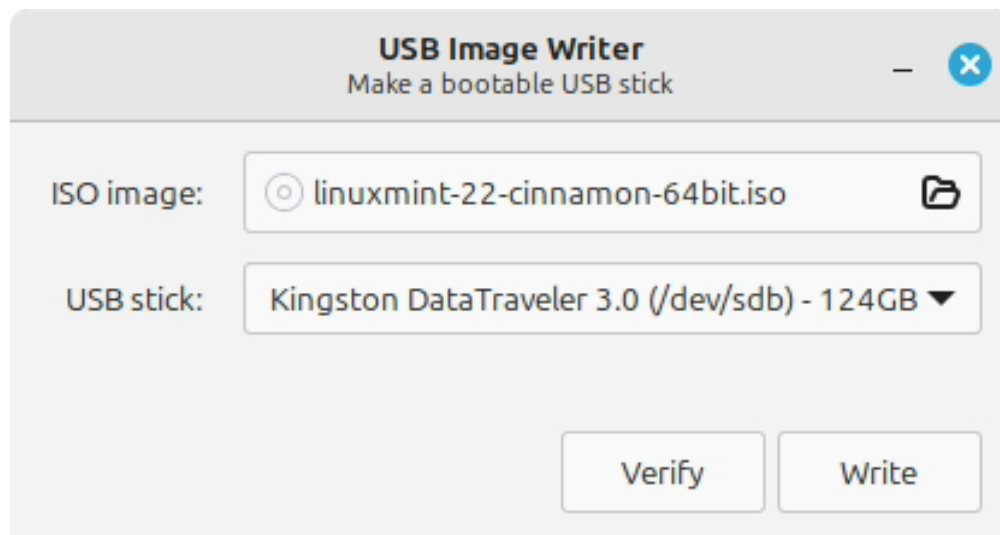 USB Image Writer
Make a bootable USB stick
ISO image: linuxmint-22-cinnamon-64bit.iso
USB stick: Kingston DataTraveler 3.0 (/dev/sdb) - 124GB
Verify Write